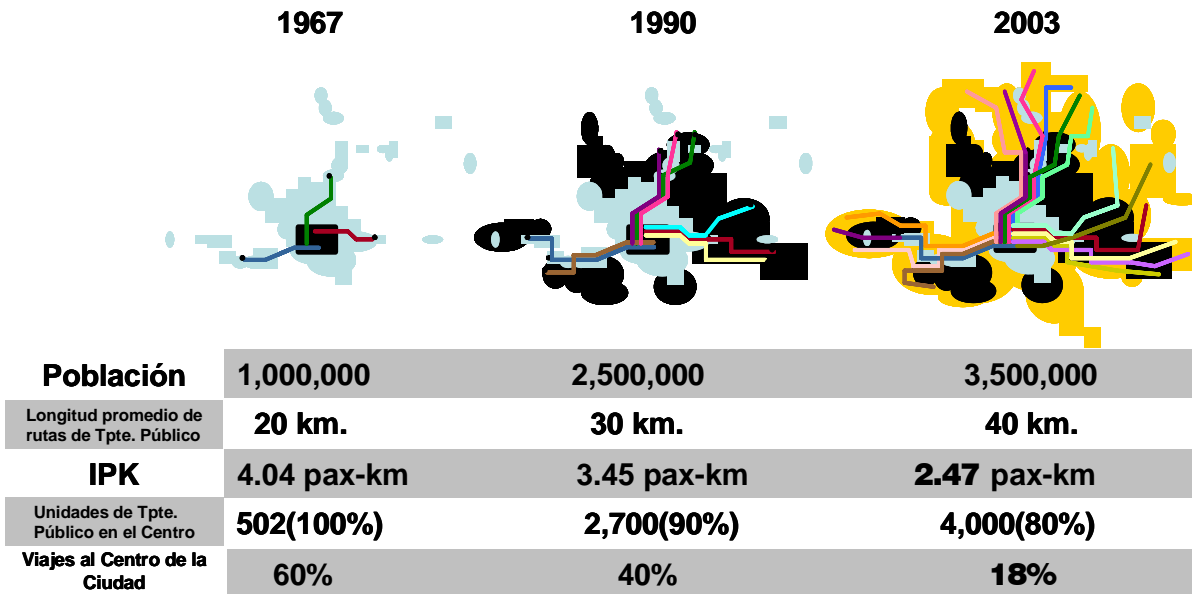 1967 1990 2003
Población 1,000,000 2,500,000 3,500,000
Longitud promedio de
rutas de Tpte. Público 20 km. 30 km. 40 km.
IPK 4.04 pax-km 3.45 pax-km 2.47 pax-km
Unidades de Tpte.
Público en el Centro 502(100%) 2,700(90%) 4,000(80%)
Viajes al Centro de la
Ciudad 60% 40% 18%